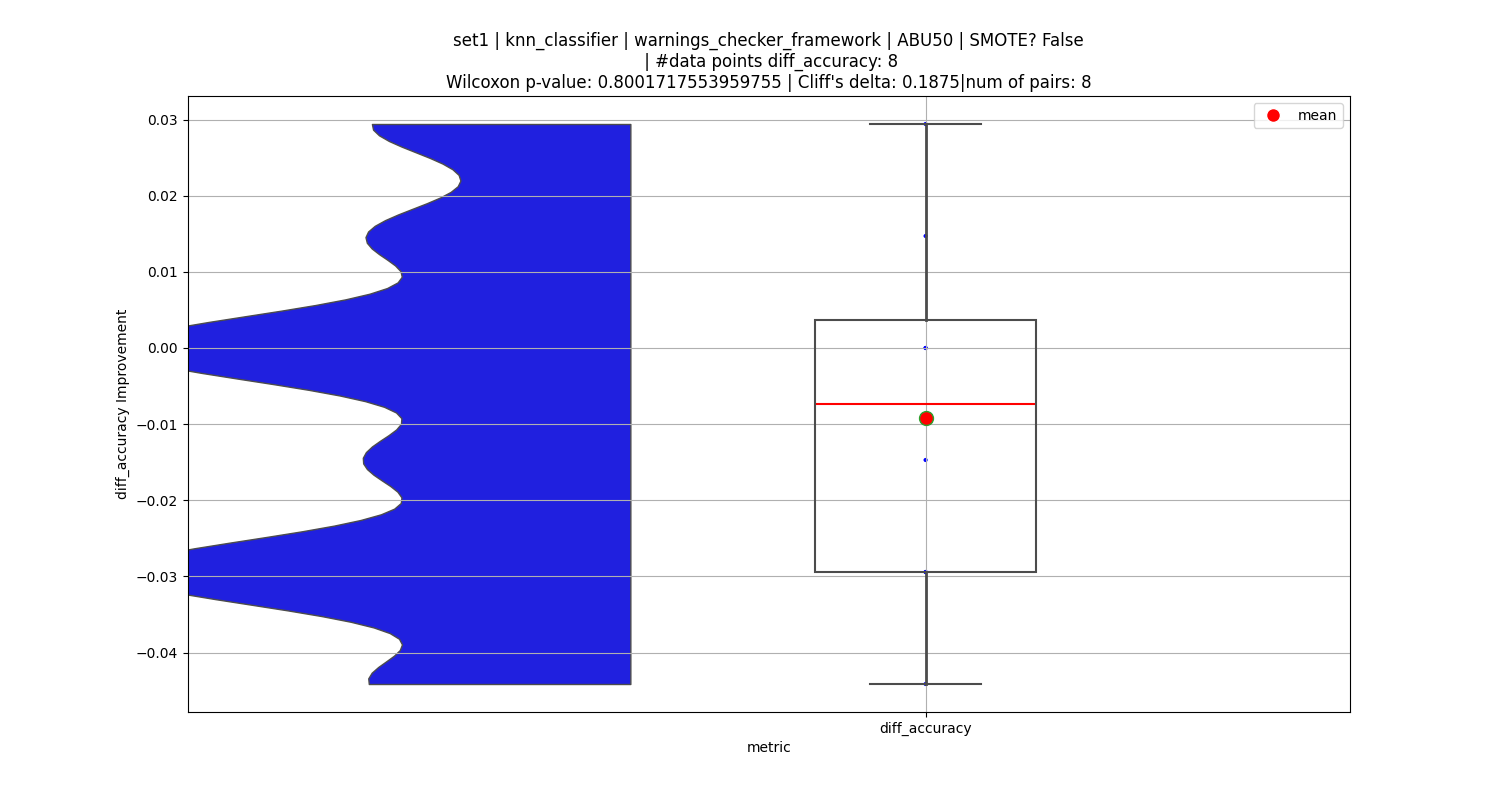 set1 | knn_classifier | warnings_checker_framework | ABU50 | SMOTE? False
| #data points diff_accuracy: 8
Wilcoxon p-value: 0.8001717553959755 | Cliff's delta: 0.1875|num of pairs: 8
mean
0.03
0.02
0.01
0.00
−0.01
−0.02
−0.03
−0.04
diff_accuracy Improvement
diff_accuracy
metric